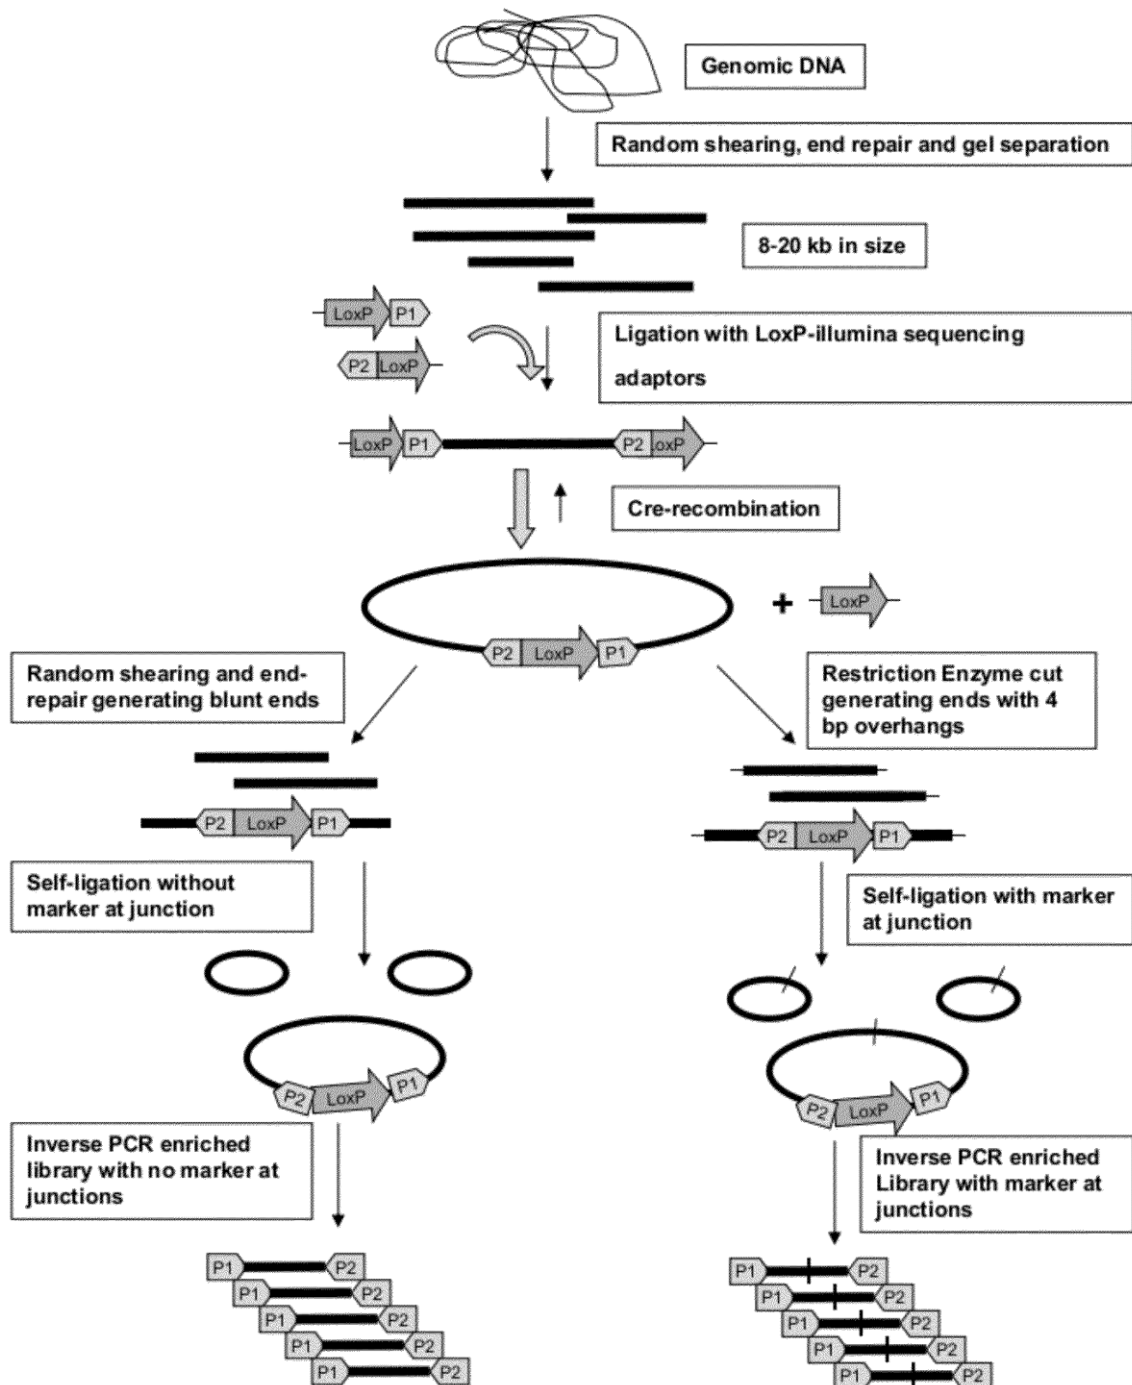 Genomic DNA
Random shearing, end repair and gel separation
8-20 kb in size
LoxP P1
P2 LoxP
Ligation with LoxP-illumina sequencing
adaptors
LoxP P1 P2 oxP
Cre-recombination
+ LoxP
P2 LoxP P1
Random shearing and end-
repair generating blunt ends
Restriction Enzyme cut
generating ends with 4
bp overhangs
P2 LoxP P1
P2 LoxP P1
Self-ligation without
marker at junction
Self-ligation with marker
at junction
P2 LoxP P1
P2 LoxP P1
Inverse PCR enriched
library with no marker at
junctions
Inverse PCR enriched
Library with marker at
junctions
P1 P2
P1 P2
P1 P2
P1 P2
P1 P2
P1 P2
P1 P2
P1 P2
P1 P2
P1 P2